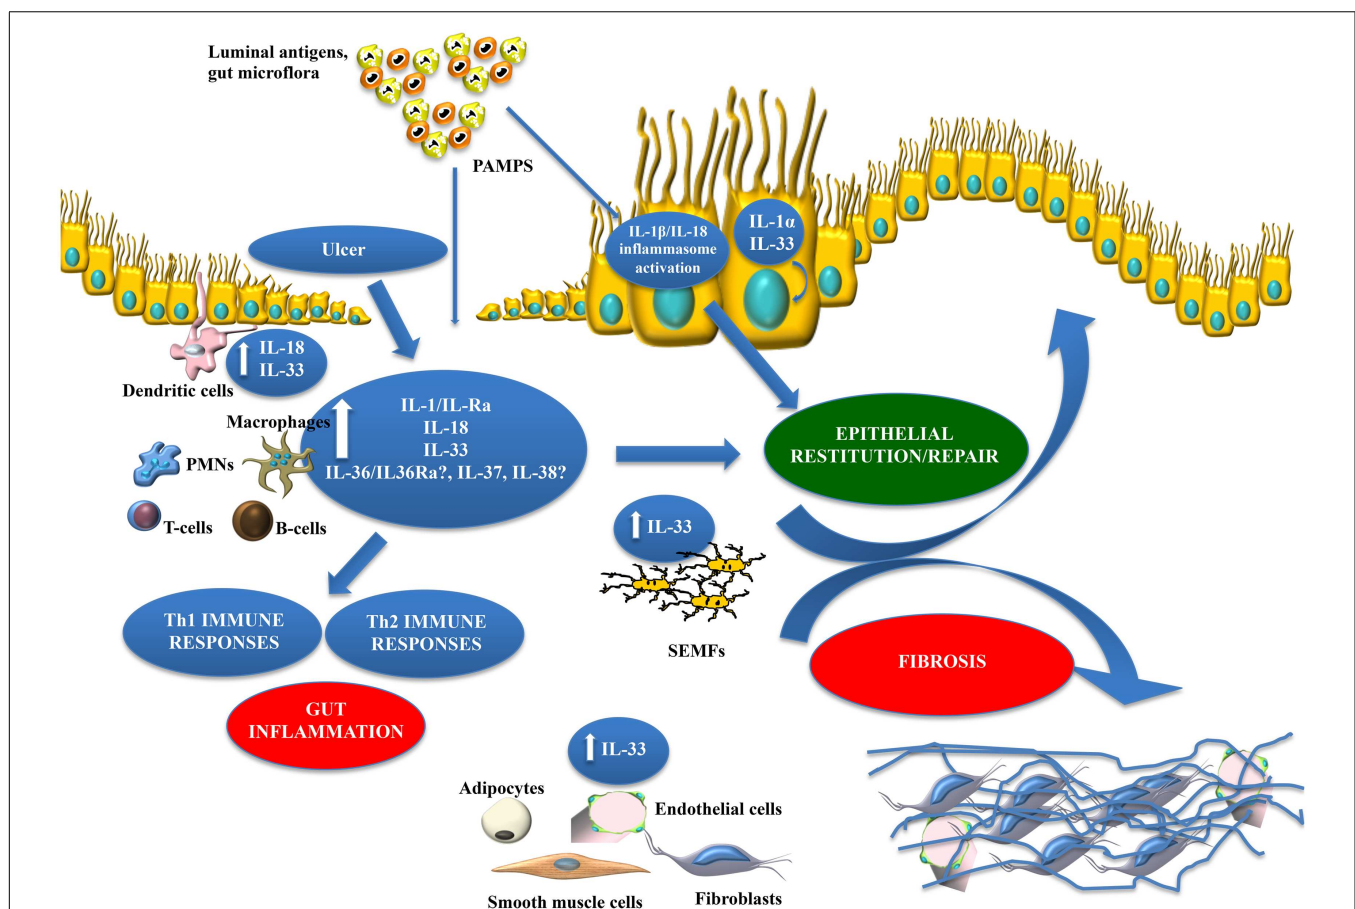 Luminal antigens,
gut microflora
PAMPS
Ulcer
IL-1β/IL-18
inflammasome
activation
IL-1α
IL-33
IL-18
IL-33
Dendritic cells
Macrophages
PMNs
T-cells
B-cells
IL-1/IL-Ra
IL-18
IL-33
IL-36/IL36Ra?, IL-37, IL-38?
EPITHELIAL
RESTITUTION/REPAIR
IL-33
SEMFs
Th1 IMMUNE
RESPONSES
Th2 IMMUNE
RESPONSES
GUT
INFLAMMATION
FIBROSIS
IL-33
Adipocytes
Endothelial cells
Smooth muscle cells
Fibroblasts